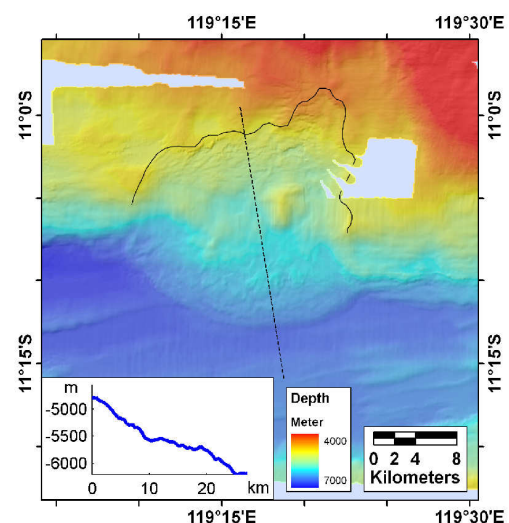 119°15'E 119°30'E
11°0'S 11°0'S
11°15'S 11°15'S
m
-5000
-5500
-6000
0 10 20 km
Depth
Meter
4000
7000
0 2 4 8
Kilometers
119°15'E 119°30'E